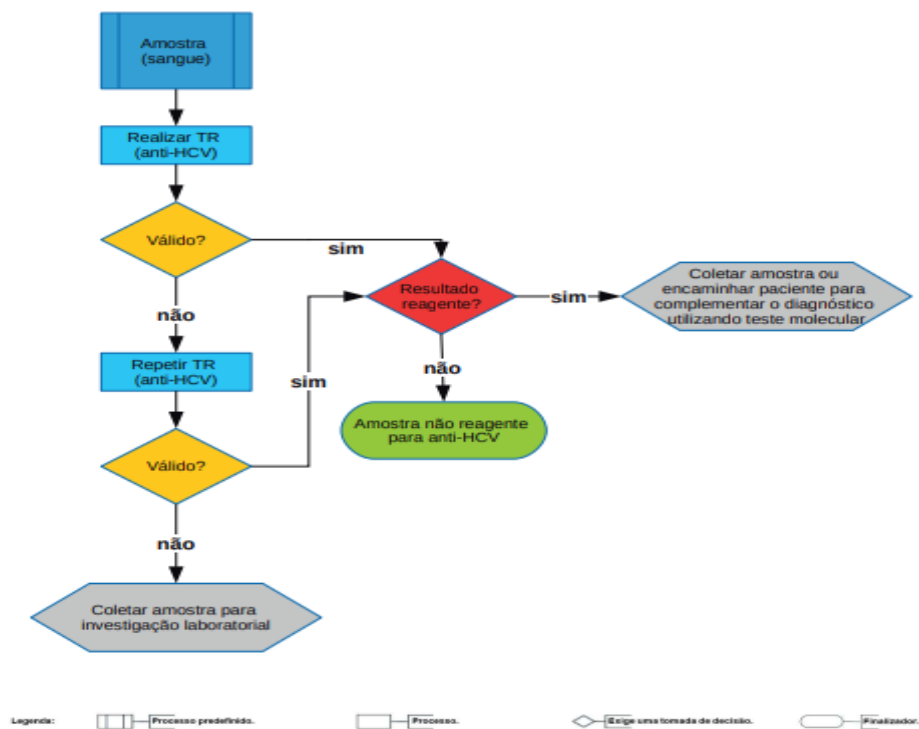 Amostra
(sangue)
Realizar TR
(anti-HCV)
Válido?
sim
não
Resultado
reagente?
sim
Coletar amostra ou
encaminhar paciente para
complementar o diagnóstico
utilizando teste molecular
Repetir TR
(anti-HCV)
sim
não
Amostra não reagente
para anti-HCV
Válido?
não
Coletar amostra para
investigação laboratorial
Legenda:
Processo predefinido.
Processo.
Exige uma tomada de decisão.
Finalizador.